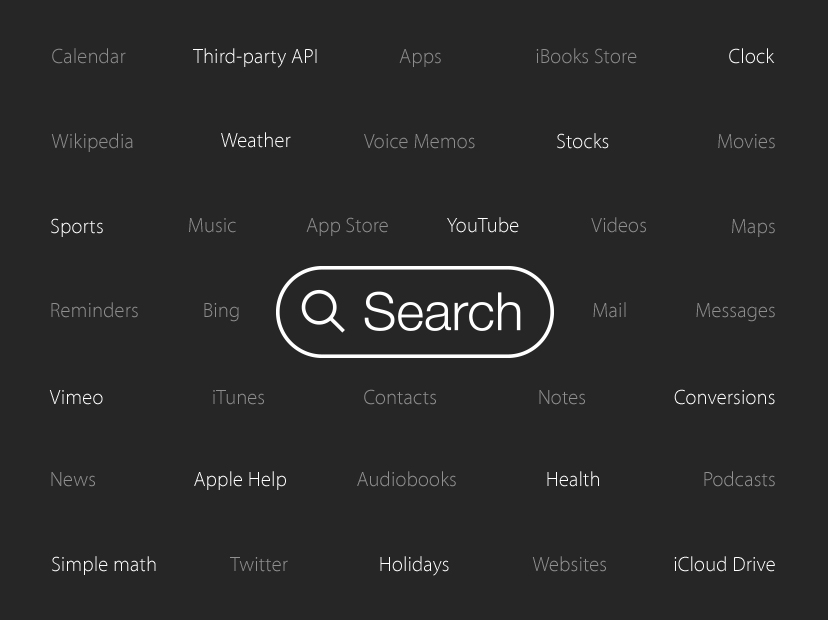 Calendar Third-party API Apps iBooks Store Clock
Wikipedia Weather Voice Memos Stocks Movies
Sports Music App Store YouTube Videos Maps
Reminders Bing Search Mail Messages
Vimeo iTunes Contacts Notes Conversions
News Apple Help Audiobooks Health Podcasts
Simple math Twitter Holidays Websites iCloud Drive